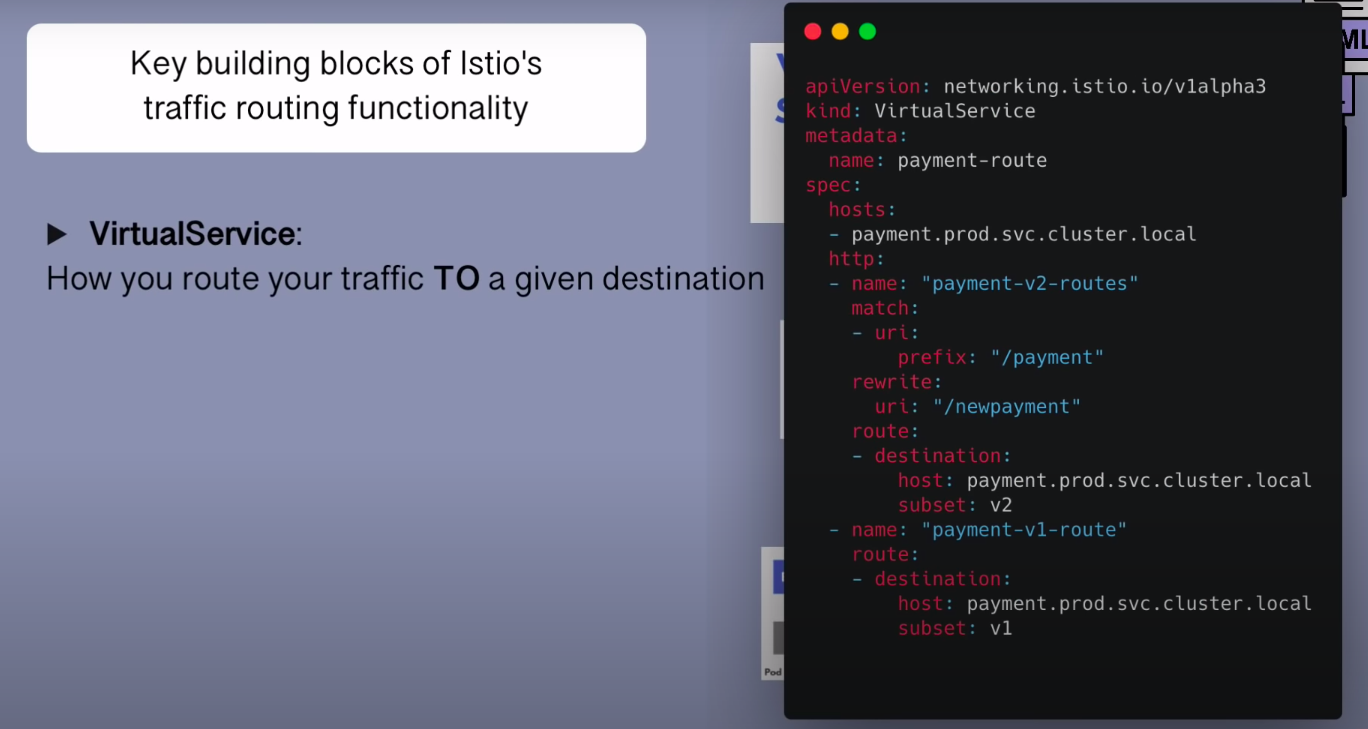 Key building blocks of Istio's
traffic routing functionality
▶ VirtualService:
How you route your traffic TO a given destination
apiVersion: networking.istio.io/v1alpha3
kind: VirtualService
metadata:
  name: payment-route
spec:
  hosts:
  - payment.prod.svc.cluster.local
  http:
  - name: "payment-v2-routes"
    match:
    - uri:
        prefix: "/payment"
    rewrite:
      uri: "/newpayment"
    route:
    - destination:
        host: payment.prod.svc.cluster.local
        subset: v2
  - name: "payment-v1-route"
    route:
    - destination:
        host: payment.prod.svc.cluster.local
        subset: v1
Pod